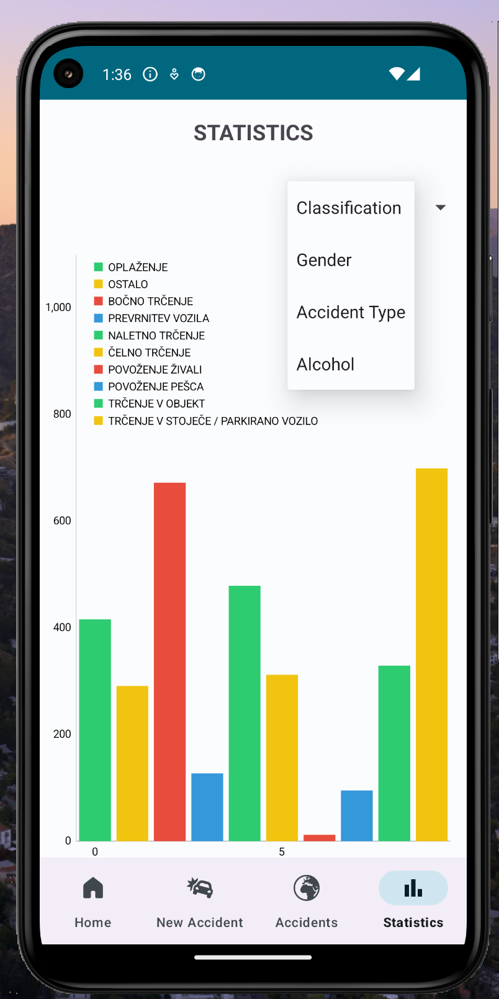 1:36
STATISTICS
Classification
Gender
Accident Type
Alcohol
OPLAŽENJE
OSTALO
BOČNO TRČENJE
PREVRNITEV VOZILA
NALETNO TRČENJE
ČELNO TRČENJE
POVOŽENJE ŽIVALI
POVOŽENJE PEŠCA
TRČENJE V OBJEKT
TRČENJE V STOJEČE / PARKIRANO VOZILO
1,000
800
600
400
200
0
0 5
Home New Accident Accidents Statistics